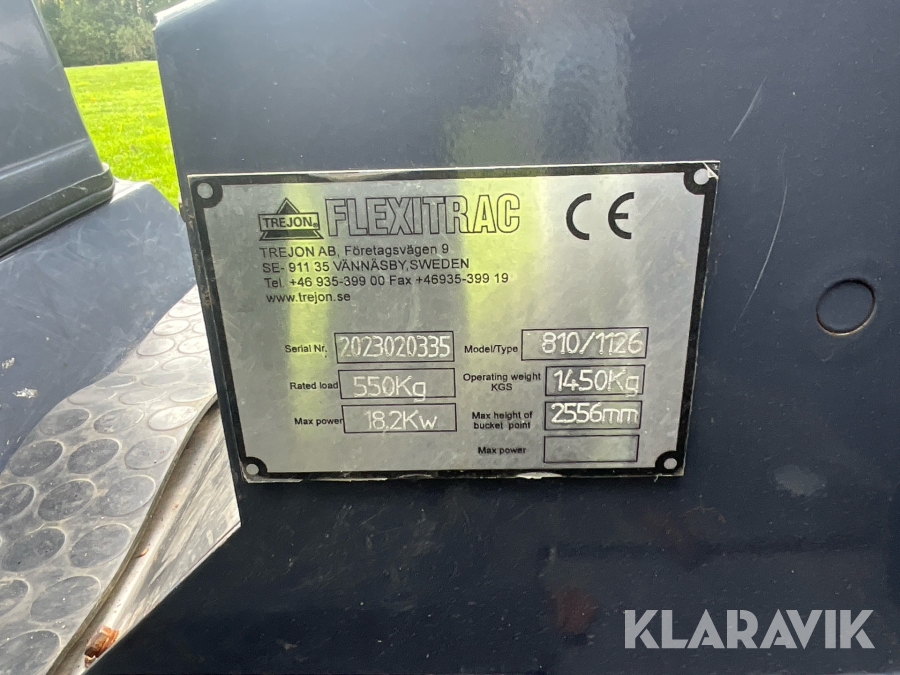 TREJON® FLEXITRAC CE
TREJON AB, Företagsvägen 9
SE- 911 35 VÄNNÄSBY,SWEDEN
Tel. +46 935-399 00 Fax +46935-399 19
www.trejon.se
Serial Nr. 2023020335 Model/Type 810/1126
Rated load 550Kg Operating weight KGS 1450Kg
Max power 18.2Kw Max height of bucket point 2556mm
Max power
KLARAVIK